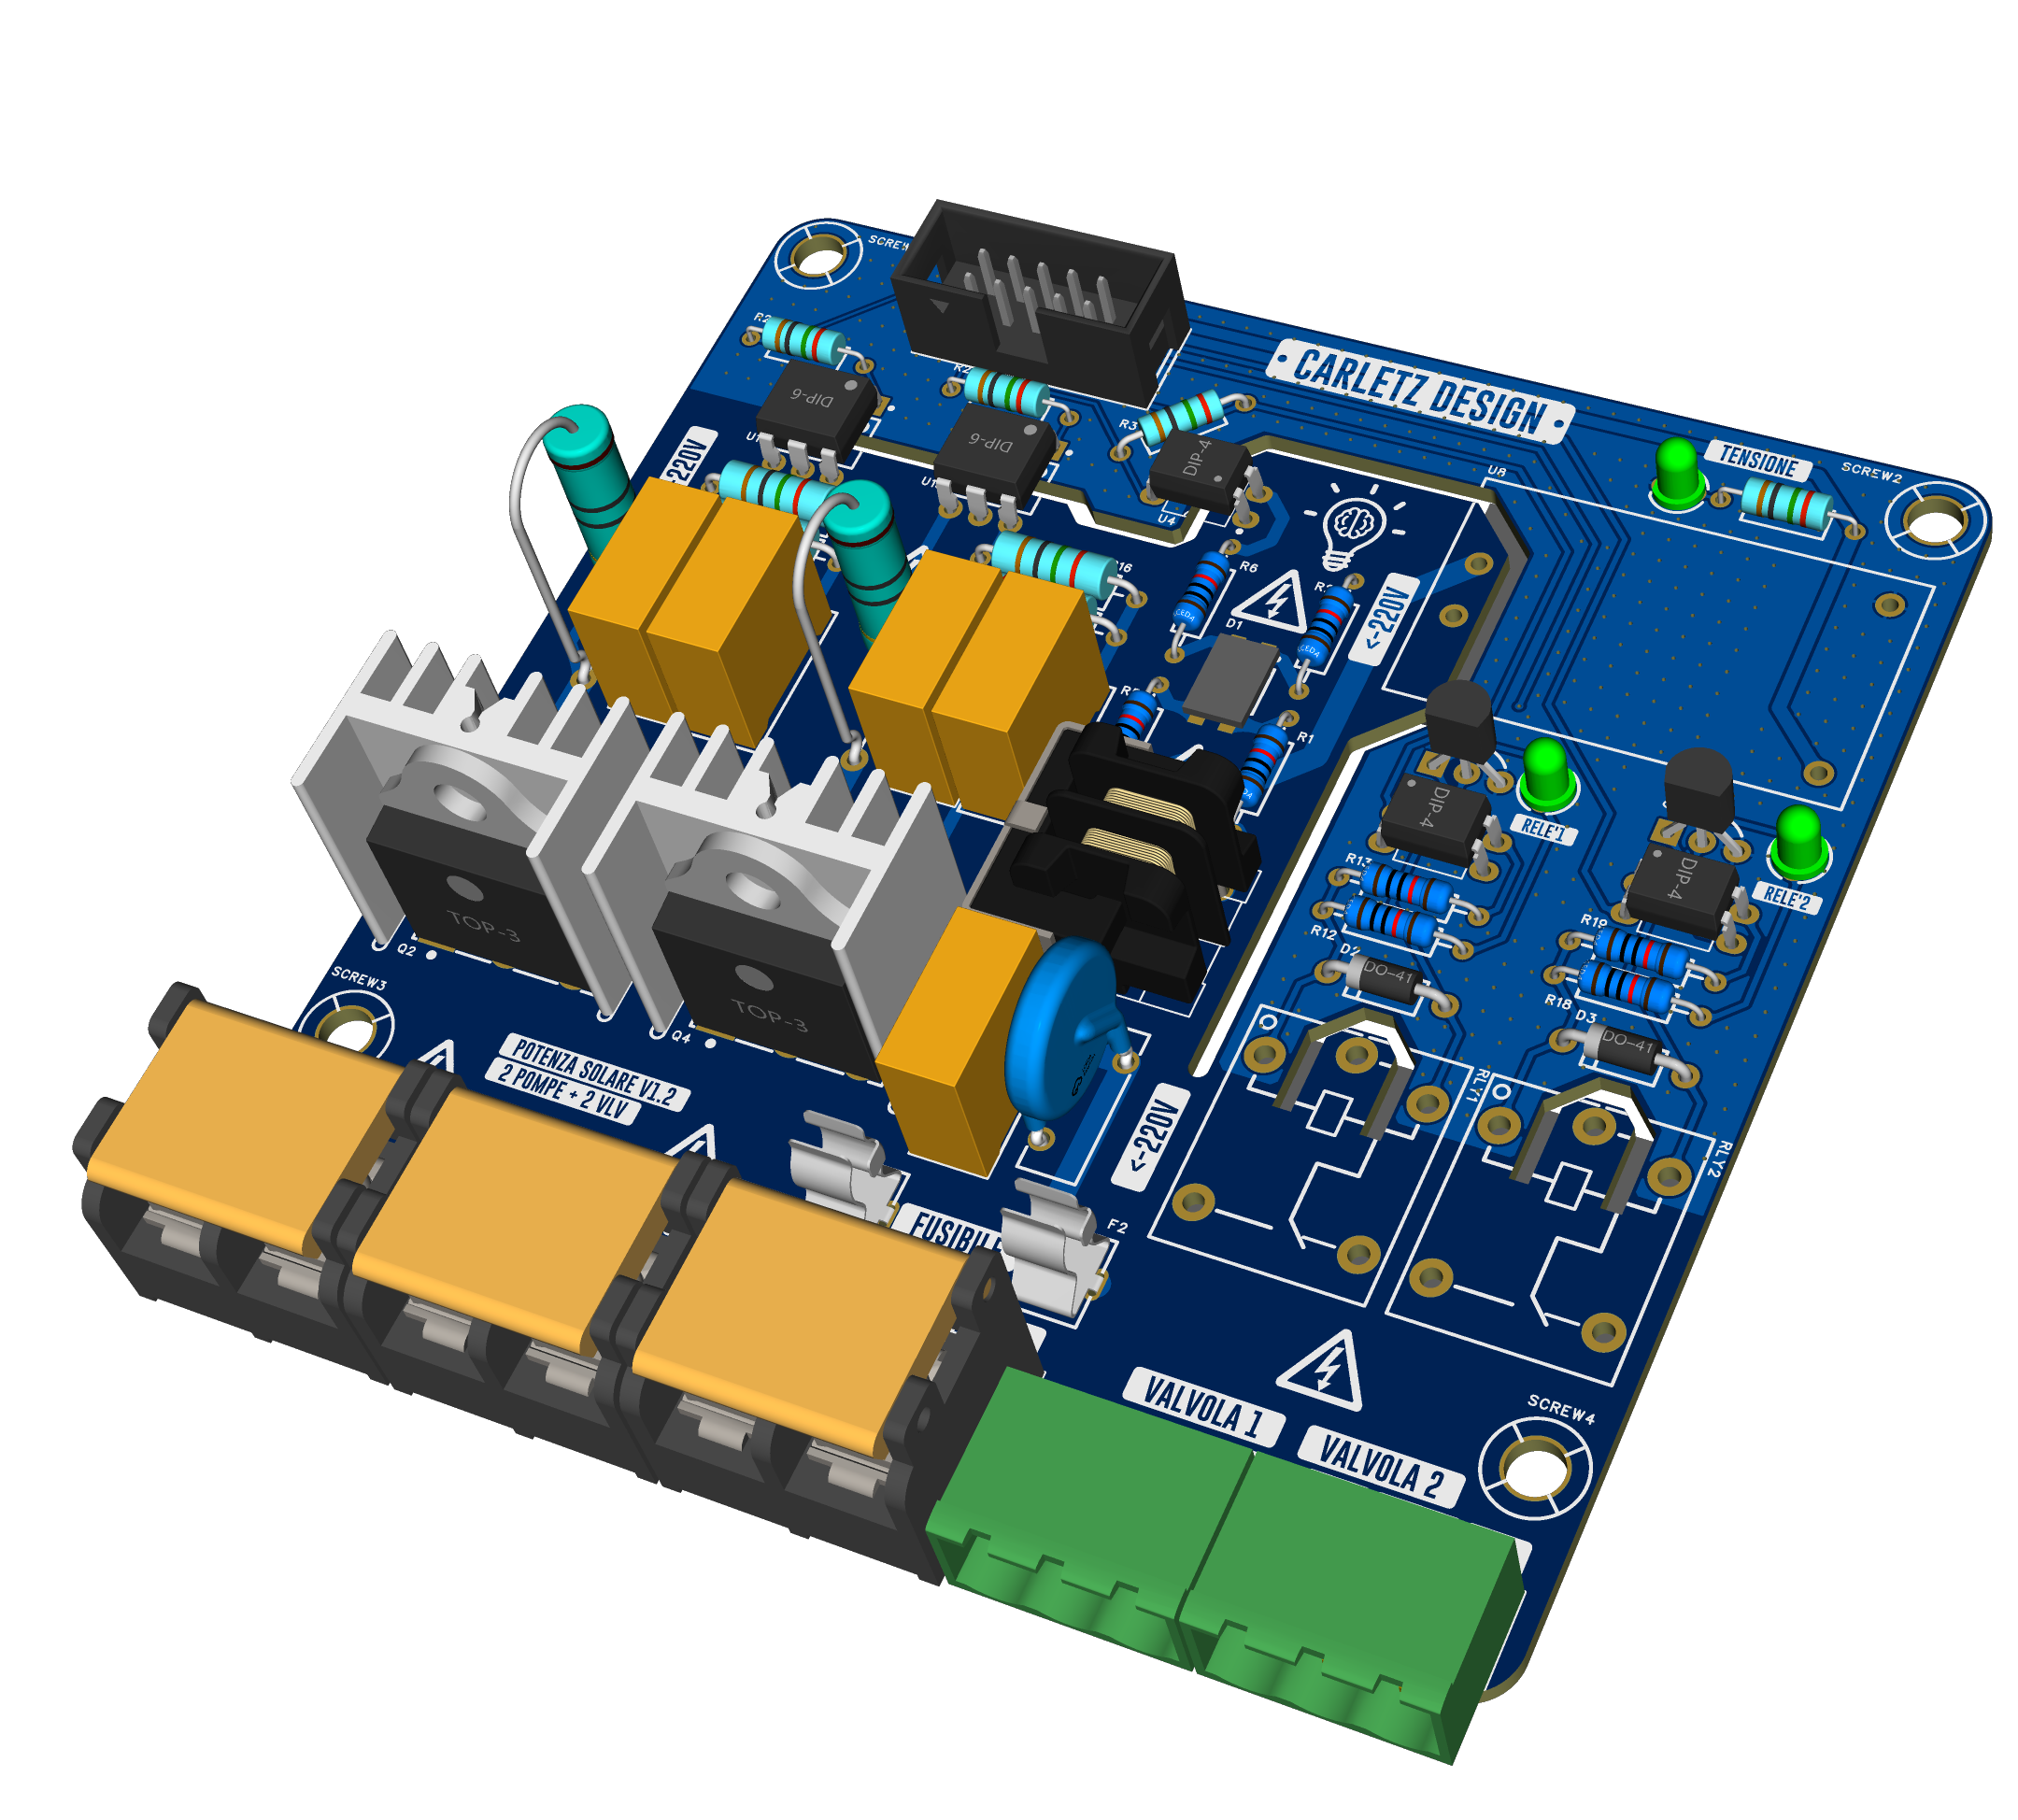 CARLETZ DESIGN
TENSIONE
SCREW2
U8
R3
DIP-6
DIP-6
DIP-4
U4
-220V
R6
D1
<-220V
R1
DIP-4
RELE'1
DIP-4
RELE'2
R13
R12
D2
DO-41
R19
R18
D3
DO-41
RLY1
RLY2
TOP-3
Q2
TOP-3
Q4
SCREW3
POTENZA SOLARE V1.2
2 POMPE + 2 VLV
<-220V
F2
VALVOLA 1
VALVOLA 2
SCREW4